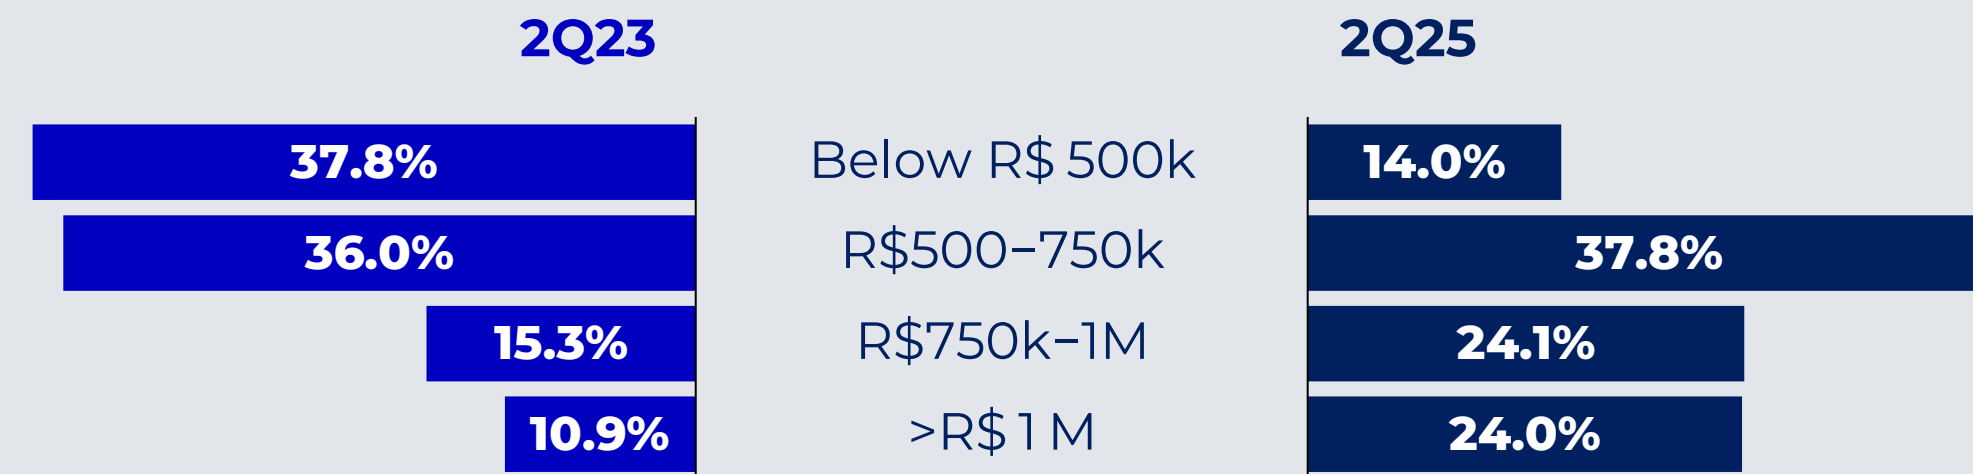 2Q23 2Q25
37.8% Below R$ 500k 14.0%
36.0% R$500–750k 37.8%
15.3% R$750k–1M 24.1%
10.9% >R$ 1 M 24.0%